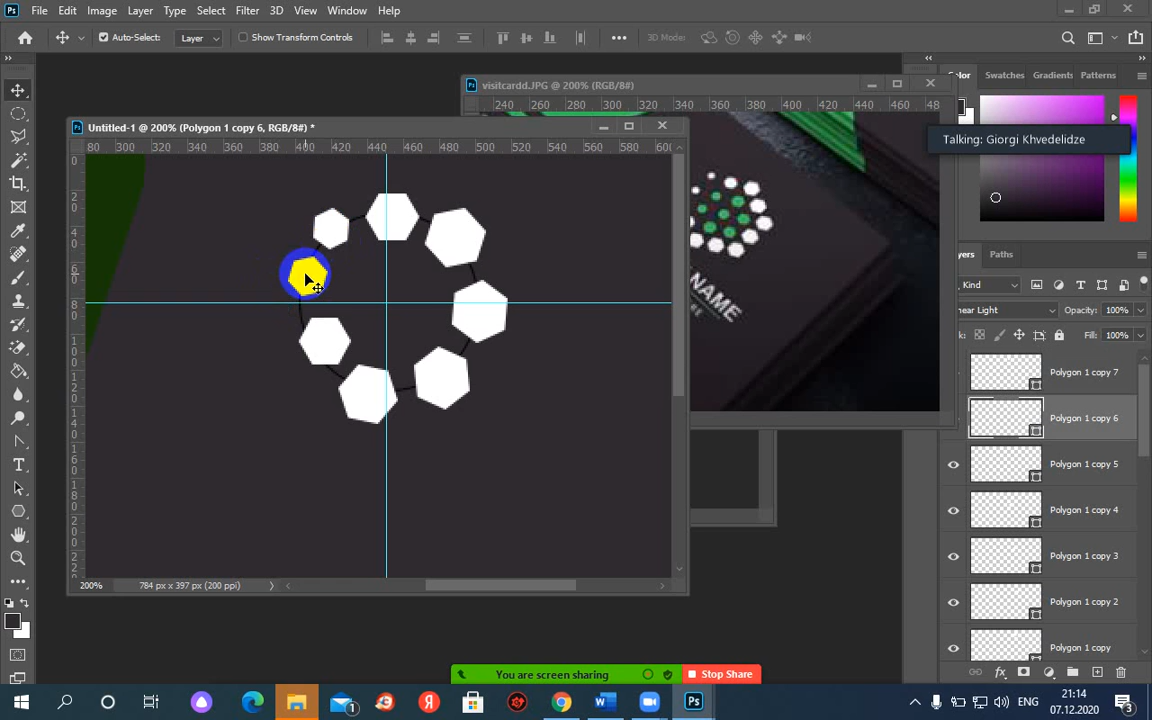 Ps File Edit Image Layer Type Select Filter 3D View Window Help
Auto-Select: Layer Show Transform Controls 3D Mode:
Color Swatches Gradients Patterns
visitcardd.JPG @ 200% (RGB/8#)
240 260 280 300 320 340 360 380 400 420 440 460 48
Talking: Giorgi Khvedelidze
Untitled-1 @ 200% (Polygon 1 copy 6, RGB/8#) *
80 300 320 340 360 380 400 420 440 460 480 500 520 540 560 580 600
NAME
yers Paths
Kind
near Light Opacity: 100%
Fill: 100%
Polygon 1 copy 7
Polygon 1 copy 6
Polygon 1 copy 5
Polygon 1 copy 4
Polygon 1 copy 3
Polygon 1 copy 2
Polygon 1 copy
200% 784 px x 397 px (200 ppi)
You are screen sharing Stop Share
ENG 21:14
07.12.2020 3